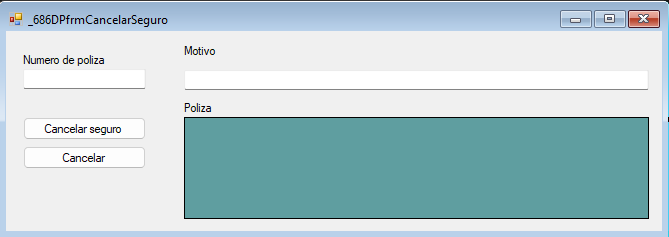 _686DPfrmCancelarSeguro
Numero de poliza
Motivo
Poliza
Cancelar seguro
Cancelar